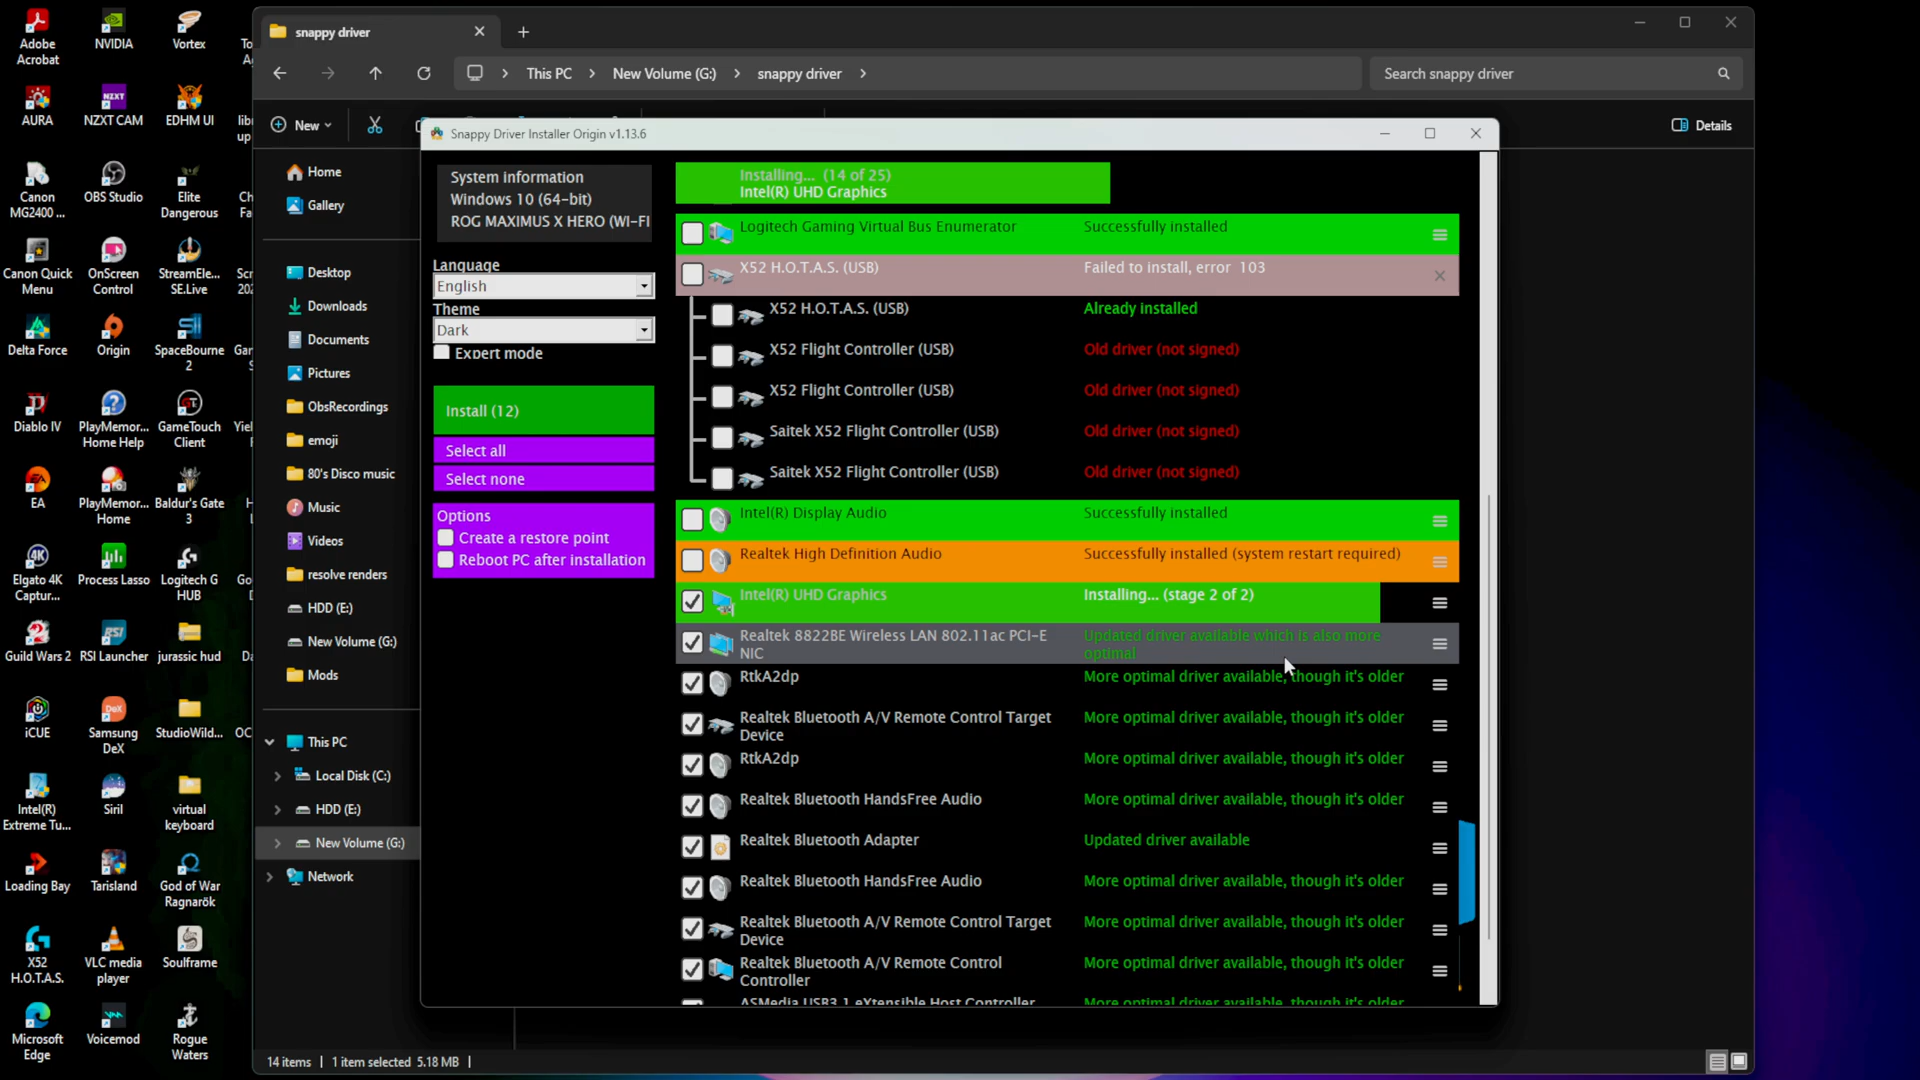 Adobe
Acrobat
NVIDIA
Vortex
AURA
NZXT CAM
EDHM UI
Canon
MG2400 ...
OBS Studio
Elite
Dangerous
Canon Quick
Menu
OnScreen
Control
StreamEle...
SE.Live
Delta Force
Origin
SpaceBourne
2
Diablo IV
PlayMemor...
Home Help
GameTouch
Client
EA
PlayMemor...
Home
Baldur's Gate
3
Elgato 4K
Captur...
Process Lasso
Logitech G
HUB
Guild Wars 2
RSI Launcher
jurassic hud
iCUE
Samsung
DeX
StudioWild...
Intel(R)
Extreme Tu...
Siril
virtual
keyboard
Loading Bay
Tarisland
God of War
Ragnarök
X52
H.O.T.A.S.
VLC media
player
Soulframe
Microsoft
Edge
Voicemod
Rogue
Waters
snappy driver
This PC
New Volume (G:)
snappy driver
Search snappy driver
New
Details
Home
Gallery
Desktop
Downloads
Documents
Pictures
ObsRecordings
emoji
80's Disco music
Music
Videos
resolve renders
HDD (E:)
New Volume (G:)
Mods
This PC
Local Disk (C:)
HDD (E:)
New Volume (G:)
Network
14 items
1 item selected 5.18 MB
Snappy Driver Installer Origin v1.13.6
System information
Windows 10 (64-bit)
ROG MAXIMUS X HERO (WI-FI
Language
English
Theme
Dark
Expert mode
Install (12)
Select all
Select none
Options
Create a restore point
Reboot PC after installation
Installing... (14 of 25)
Intel(R) UHD Graphics
Logitech Gaming Virtual Bus Enumerator
Successfully installed
X52 H.O.T.A.S. (USB)
Failed to install, error 103
X52 H.O.T.A.S. (USB)
Already installed
X52 Flight Controller (USB)
Old driver (not signed)
X52 Flight Controller (USB)
Old driver (not signed)
Saitek X52 Flight Controller (USB)
Old driver (not signed)
Saitek X52 Flight Controller (USB)
Old driver (not signed)
Intel(R) Display Audio
Successfully installed
Realtek High Definition Audio
Successfully installed (system restart required)
Intel(R) UHD Graphics
Installing... (stage 2 of 2)
Realtek 8822BE Wireless LAN 802.11ac PCI-E
NIC
Updated driver available which is also more
optimal
RtkA2dp
More optimal driver available, though it's older
Realtek Bluetooth A/V Remote Control Target
Device
More optimal driver available, though it's older
RtkA2dp
More optimal driver available, though it's older
Realtek Bluetooth HandsFree Audio
More optimal driver available, though it's older
Realtek Bluetooth Adapter
Updated driver available
Realtek Bluetooth HandsFree Audio
More optimal driver available, though it's older
Realtek Bluetooth A/V Remote Control Target
Device
More optimal driver available, though it's older
Realtek Bluetooth A/V Remote Control
Controller
More optimal driver available, though it's older
ASMedia USB3.1 eXtensible Host Controller
More optimal driver available, though it's older